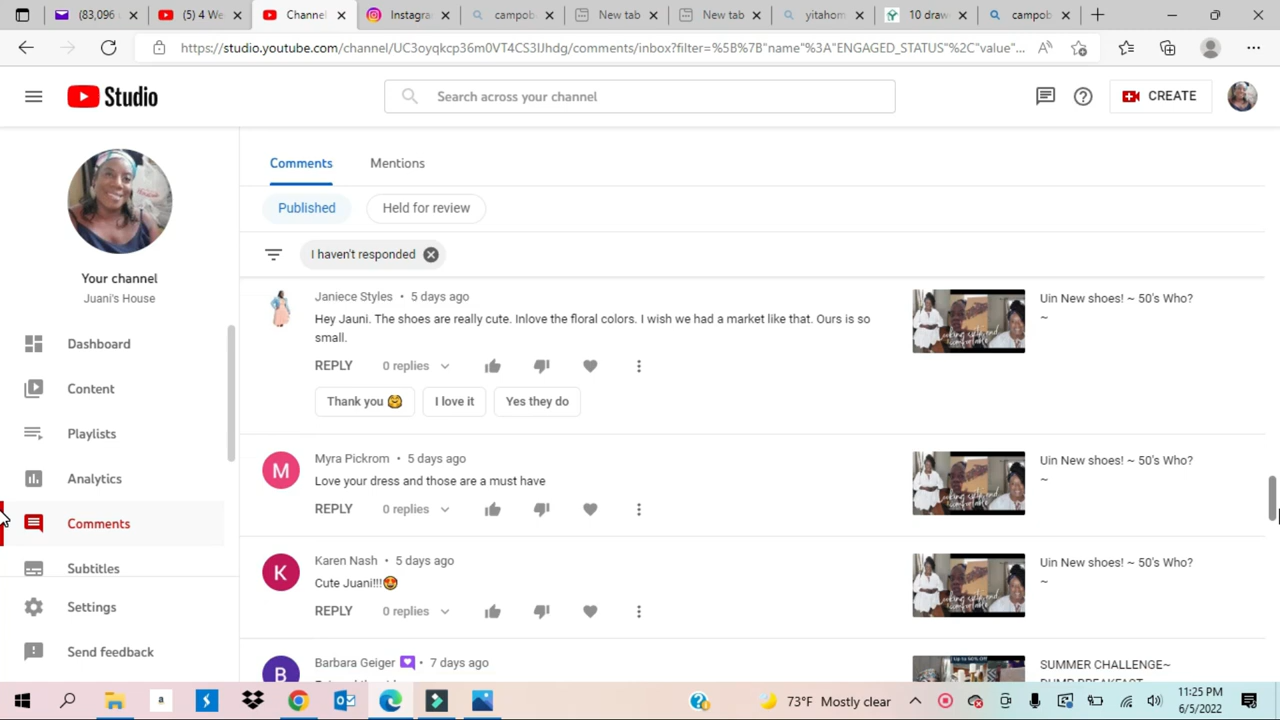 (83,096
(5) 4 We
Channel
Instagra
campob
New tab
New tab
yitahom
10 draw
campob
https://studio.youtube.com/channel/UC3oyqkcp36m0VT4CS3IJhdg/comments/inbox?filter=%5B%7B"name"%3A"ENGAGED_STATUS"%2C"value"...
Studio
Search across your channel
CREATE
Your channel
Juani's House
Dashboard
Content
Playlists
Analytics
Comments
Subtitles
Settings
Send feedback
Comments
Mentions
Published
Held for review
I haven't responded
Janiece Styles • 5 days ago
Hey Jauni. The shoes are really cute. Inlove the floral colors. I wish we had a market like that. Ours is so
small.
REPLY
0 replies
Thank you 🤗
I love it
Yes they do
Uin New shoes! ~ 50's Who?
~
M
Myra Pickrom • 5 days ago
Love your dress and those are a must have
REPLY
0 replies
Uin New shoes! ~ 50's Who?
~
K
Karen Nash • 5 days ago
Cute Juani!!!😍
REPLY
0 replies
Uin New shoes! ~ 50's Who?
~
B
Barbara Geiger • 7 days ago
SUMMER CHALLENGE~
73°F Mostly clear
11:25 PM
6/5/2022